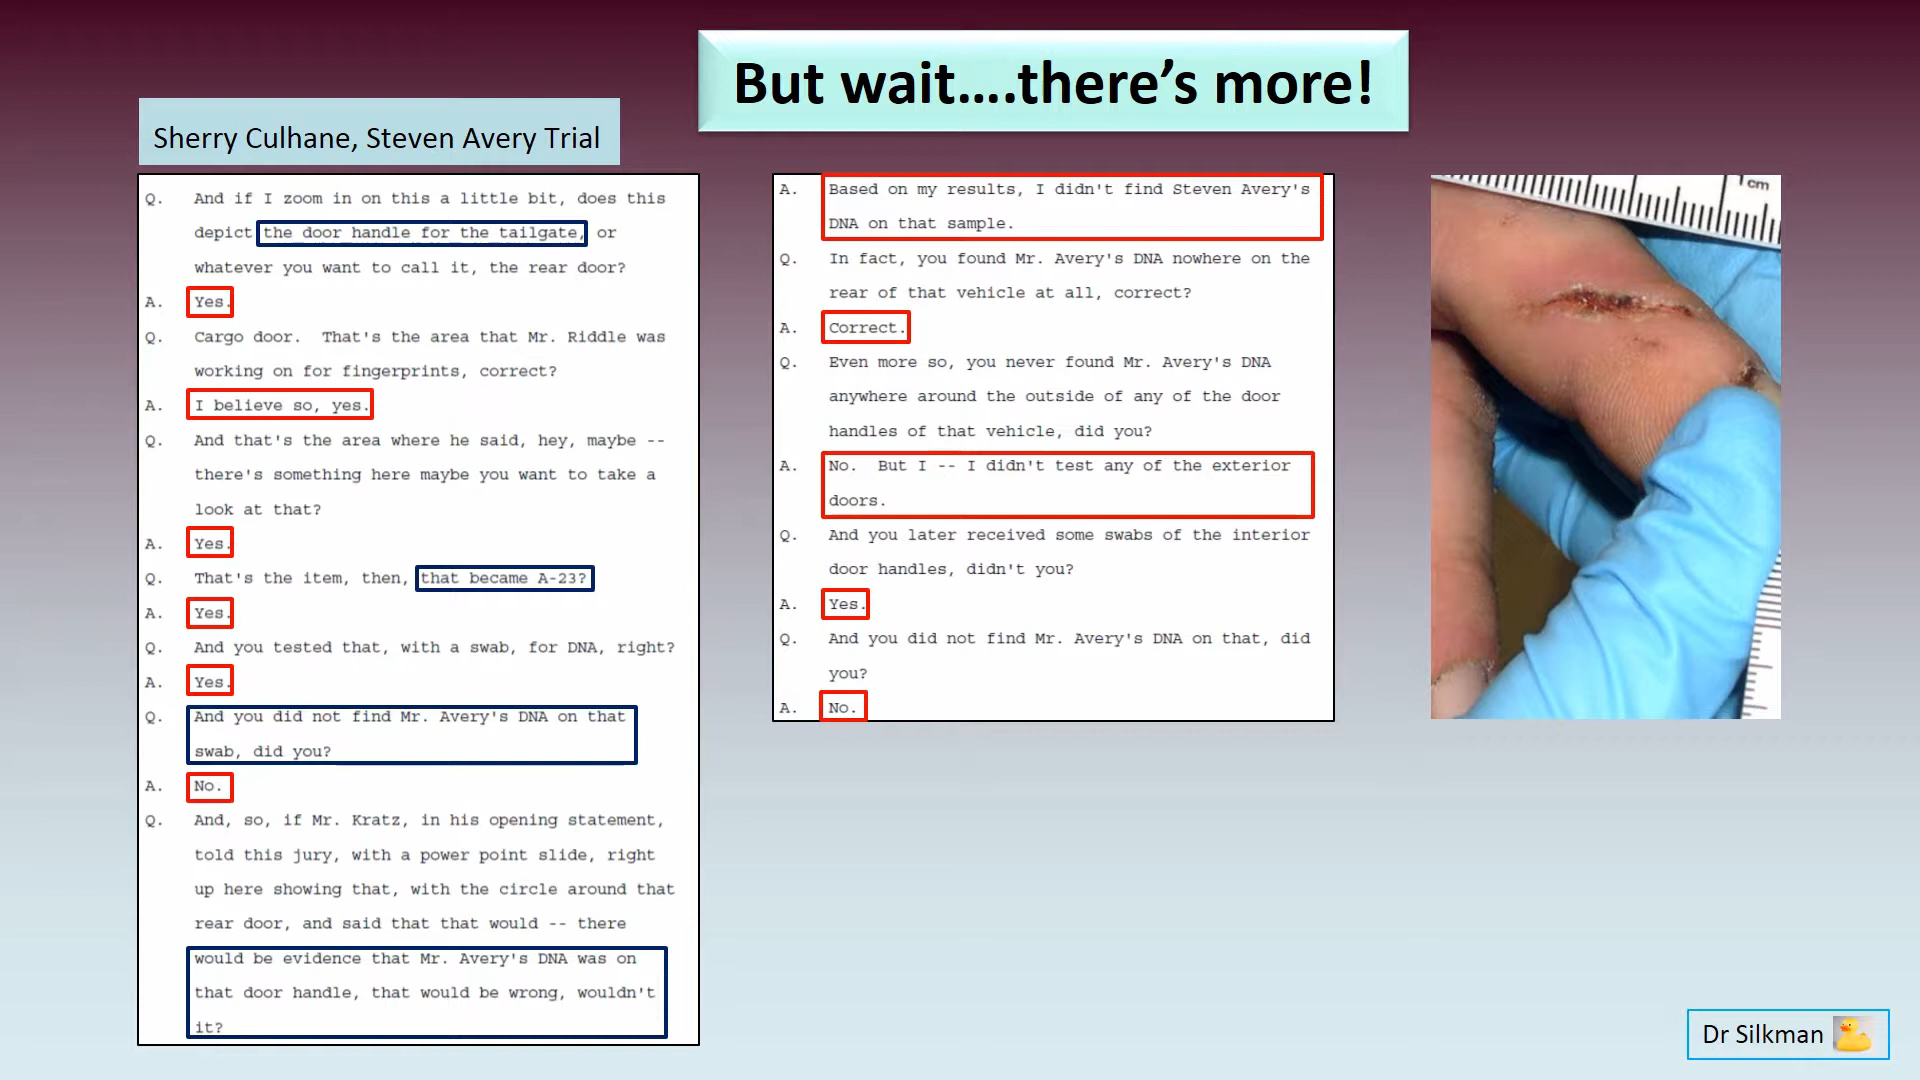 But wait....there's more!
Sherry Culhane, Steven Avery Trial
Q. And if I zoom in on this a little bit, does this
depict the door handle for the tailgate, or
whatever you want to call it, the rear door?
A. Yes.
Q. Cargo door. That's the area that Mr. Riddle was
working on for fingerprints, correct?
A. I believe so, yes.
Q. And that's the area where he said, hey, maybe --
there's something here maybe you want to take a
look at that?
A. Yes.
Q. That's the item, then, that became A-23?
A. Yes.
Q. And you tested that, with a swab, for DNA, right?
A. Yes.
Q. And you did not find Mr. Avery's DNA on that
swab, did you?
A. No.
Q. And, so, if Mr. Kratz, in his opening statement,
told this jury, with a power point slide, right
up here showing that, with the circle around that
rear door, and said that that would -- there
would be evidence that Mr. Avery's DNA was on
that door handle, that would be wrong, wouldn't
it?
A. Based on my results, I didn't find Steven Avery's
DNA on that sample.
Q. In fact, you found Mr. Avery's DNA nowhere on the
rear of that vehicle at all, correct?
A. Correct.
Q. Even more so, you never found Mr. Avery's DNA
anywhere around the outside of any of the door
handles of that vehicle, did you?
A. No. But I -- I didn't test any of the exterior
doors.
Q. And you later received some swabs of the interior
door handles, didn't you?
A. Yes.
Q. And you did not find Mr. Avery's DNA on that, did
you?
A. No.
cm
Dr Silkman